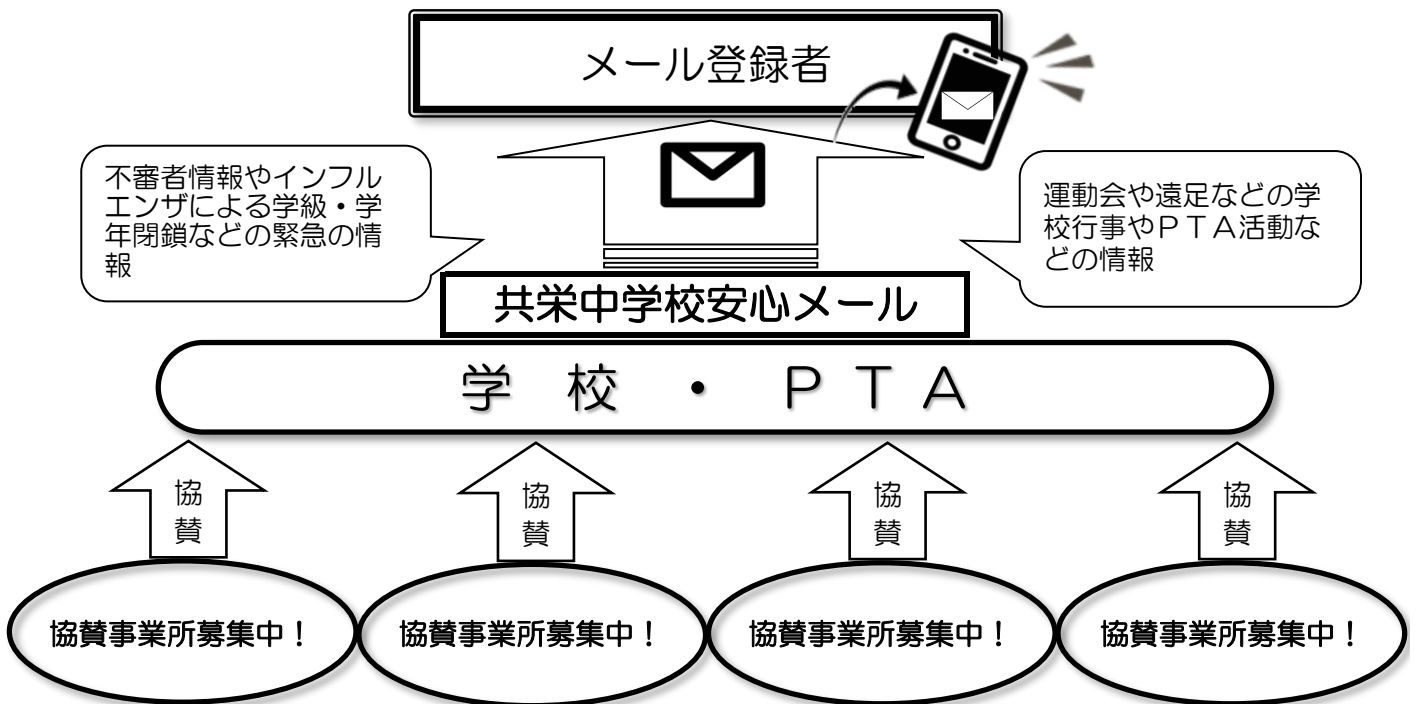 メール登録者
不審者情報やインフル
エンザによる学級・学
年閉鎖などの緊急の情
報
運動会や遠足などの学
校行事やＰＴＡ活動な
どの情報
共栄中学校安心メール
学 校 ・ Ｐ Ｔ Ａ
協
賛
協
賛
協
賛
協
賛
協賛事業所募集中！
協賛事業所募集中！
協賛事業所募集中！
協賛事業所募集中！